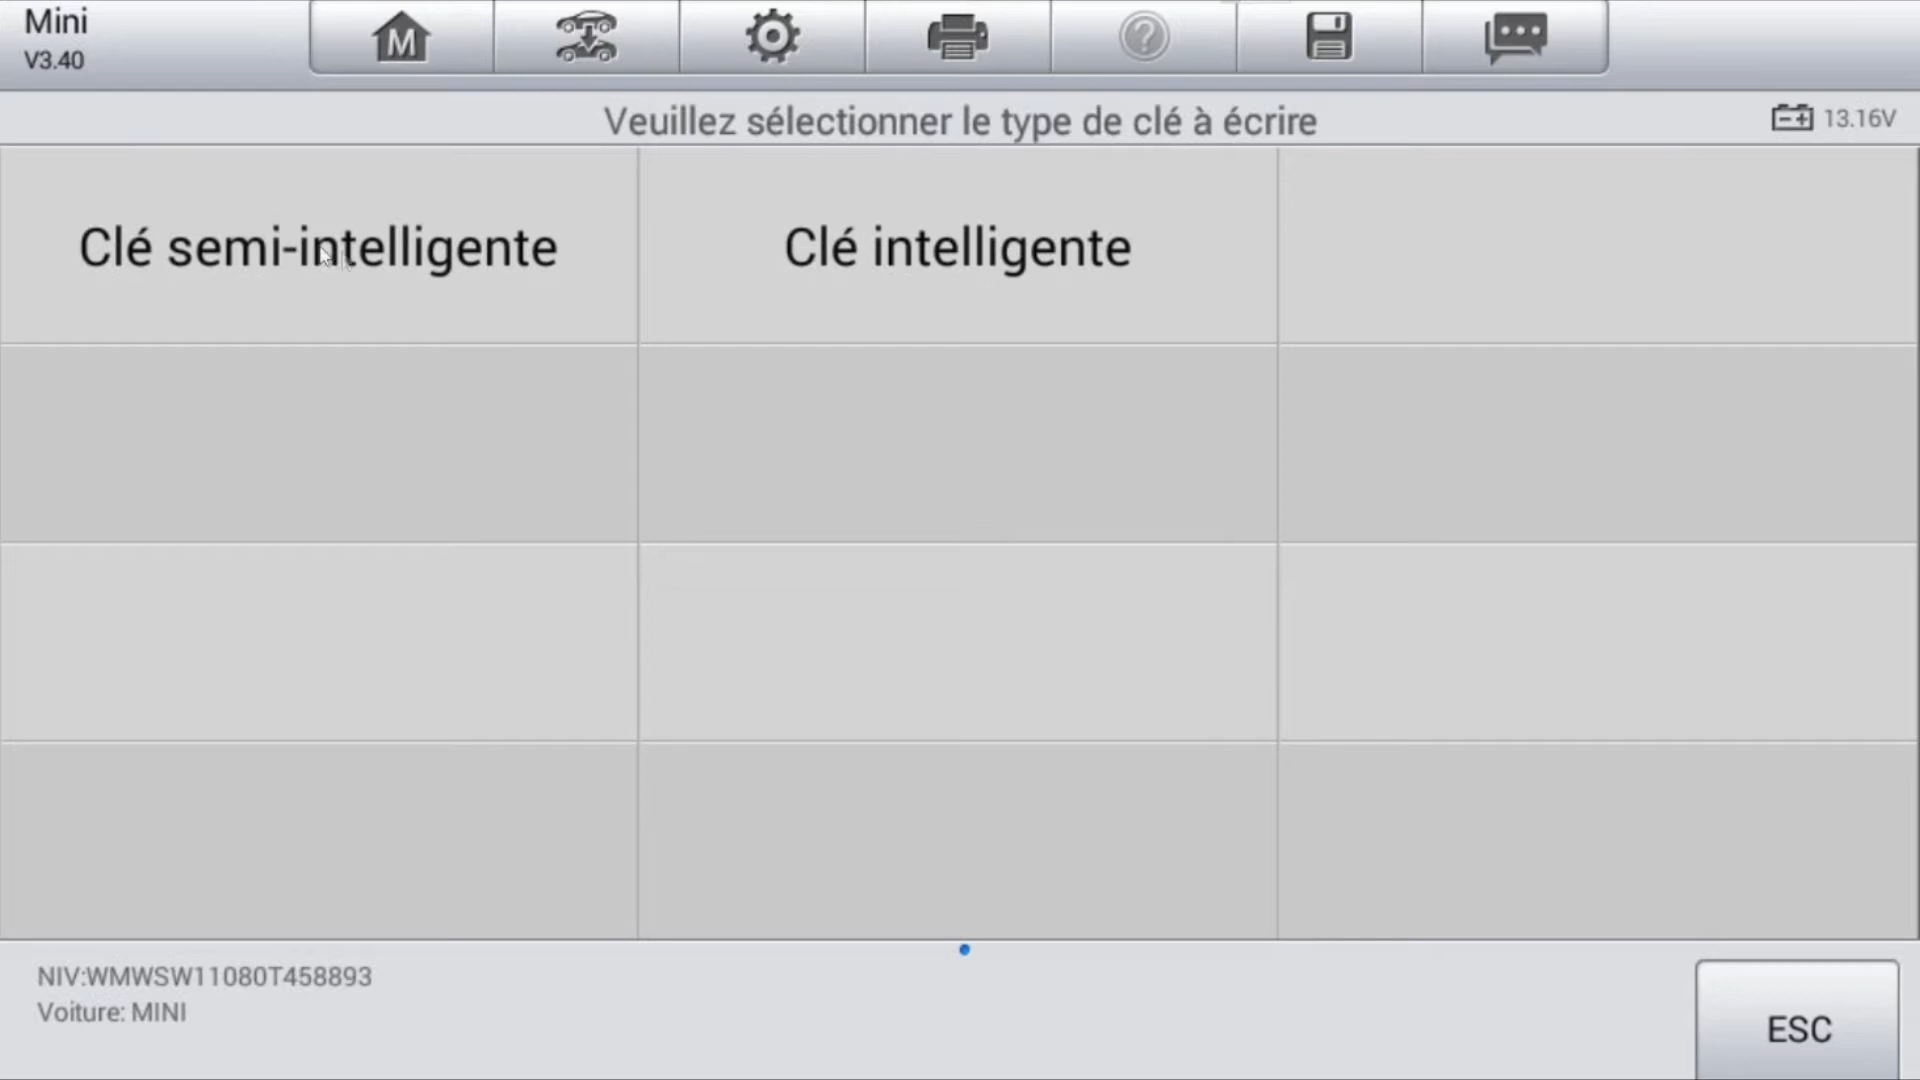 Mini
V3.40
M
Veuillez sélectionner le type de clé à écrire
13.16V
Clé semi-intelligente
Clé intelligente
NIV:WMWSW11080T458893
Voiture: MINI
ESC